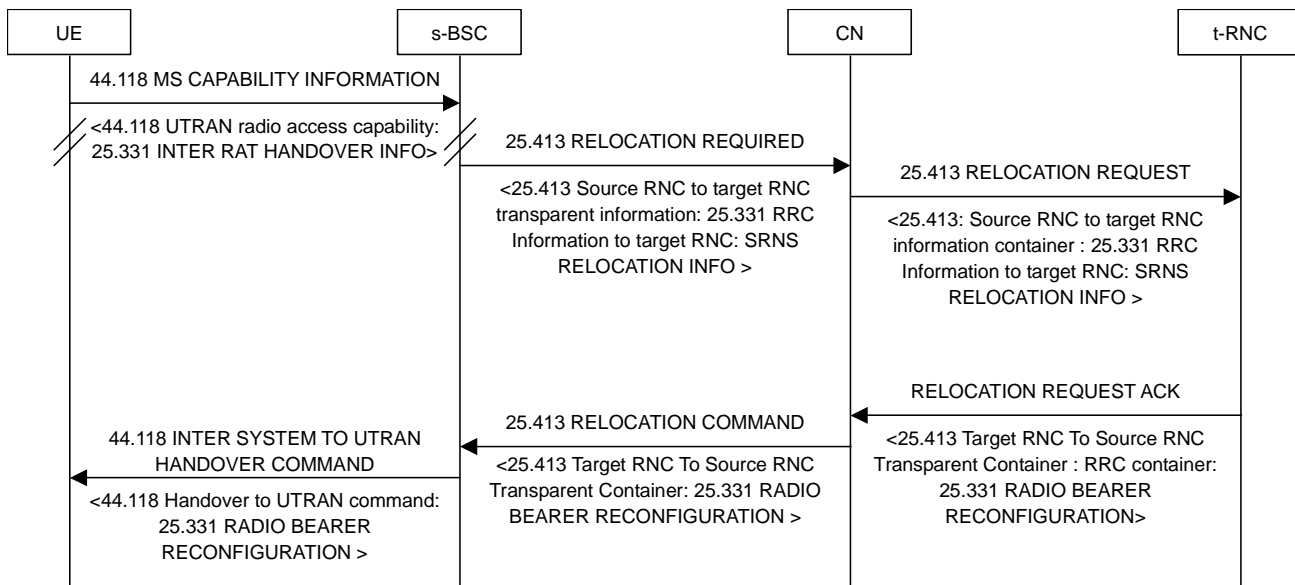 UE
s-BSC
CN
t-RNC
44.118 MS CAPABILITY INFORMATION
<44.118 UTRAN radio access capability:
25.331 INTER RAT HANDOVER INFO>
25.413 RELOCATION REQUIRED
<25.413 Source RNC to target RNC
transparent information: 25.331 RRC
Information to target RNC: SRNS
RELOCATION INFO >
25.413 RELOCATION REQUEST
<25.413: Source RNC to target RNC
information container : 25.331 RRC
Information to target RNC: SRNS
RELOCATION INFO >
RELOCATION REQUEST ACK
<25.413 Target RNC To Source RNC
Transparent Container : RRC container:
25.331 RADIO BEARER
RECONFIGURATION>
25.413 RELOCATION COMMAND
<25.413 Target RNC To Source RNC
Transparent Container: 25.331 RADIO
BEARER RECONFIGURATION >
44.118 INTER SYSTEM TO UTRAN
HANDOVER COMMAND
<44.118 Handover to UTRAN command:
25.331 RADIO BEARER
RECONFIGURATION >